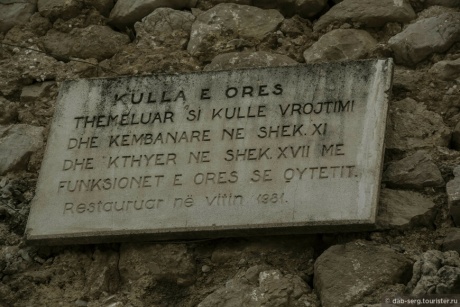 KULLA E ORES
THEMELUAR SI KULLE VROJTIMI
DHE KEMBANARE NE SHEK. XI
DHE KTHYER NE SHEK. XVII ME
FUNKSIONET E ORES SE QYTETIT.
Restauruar në vitin 1981.
dab-serg.tourister.ru